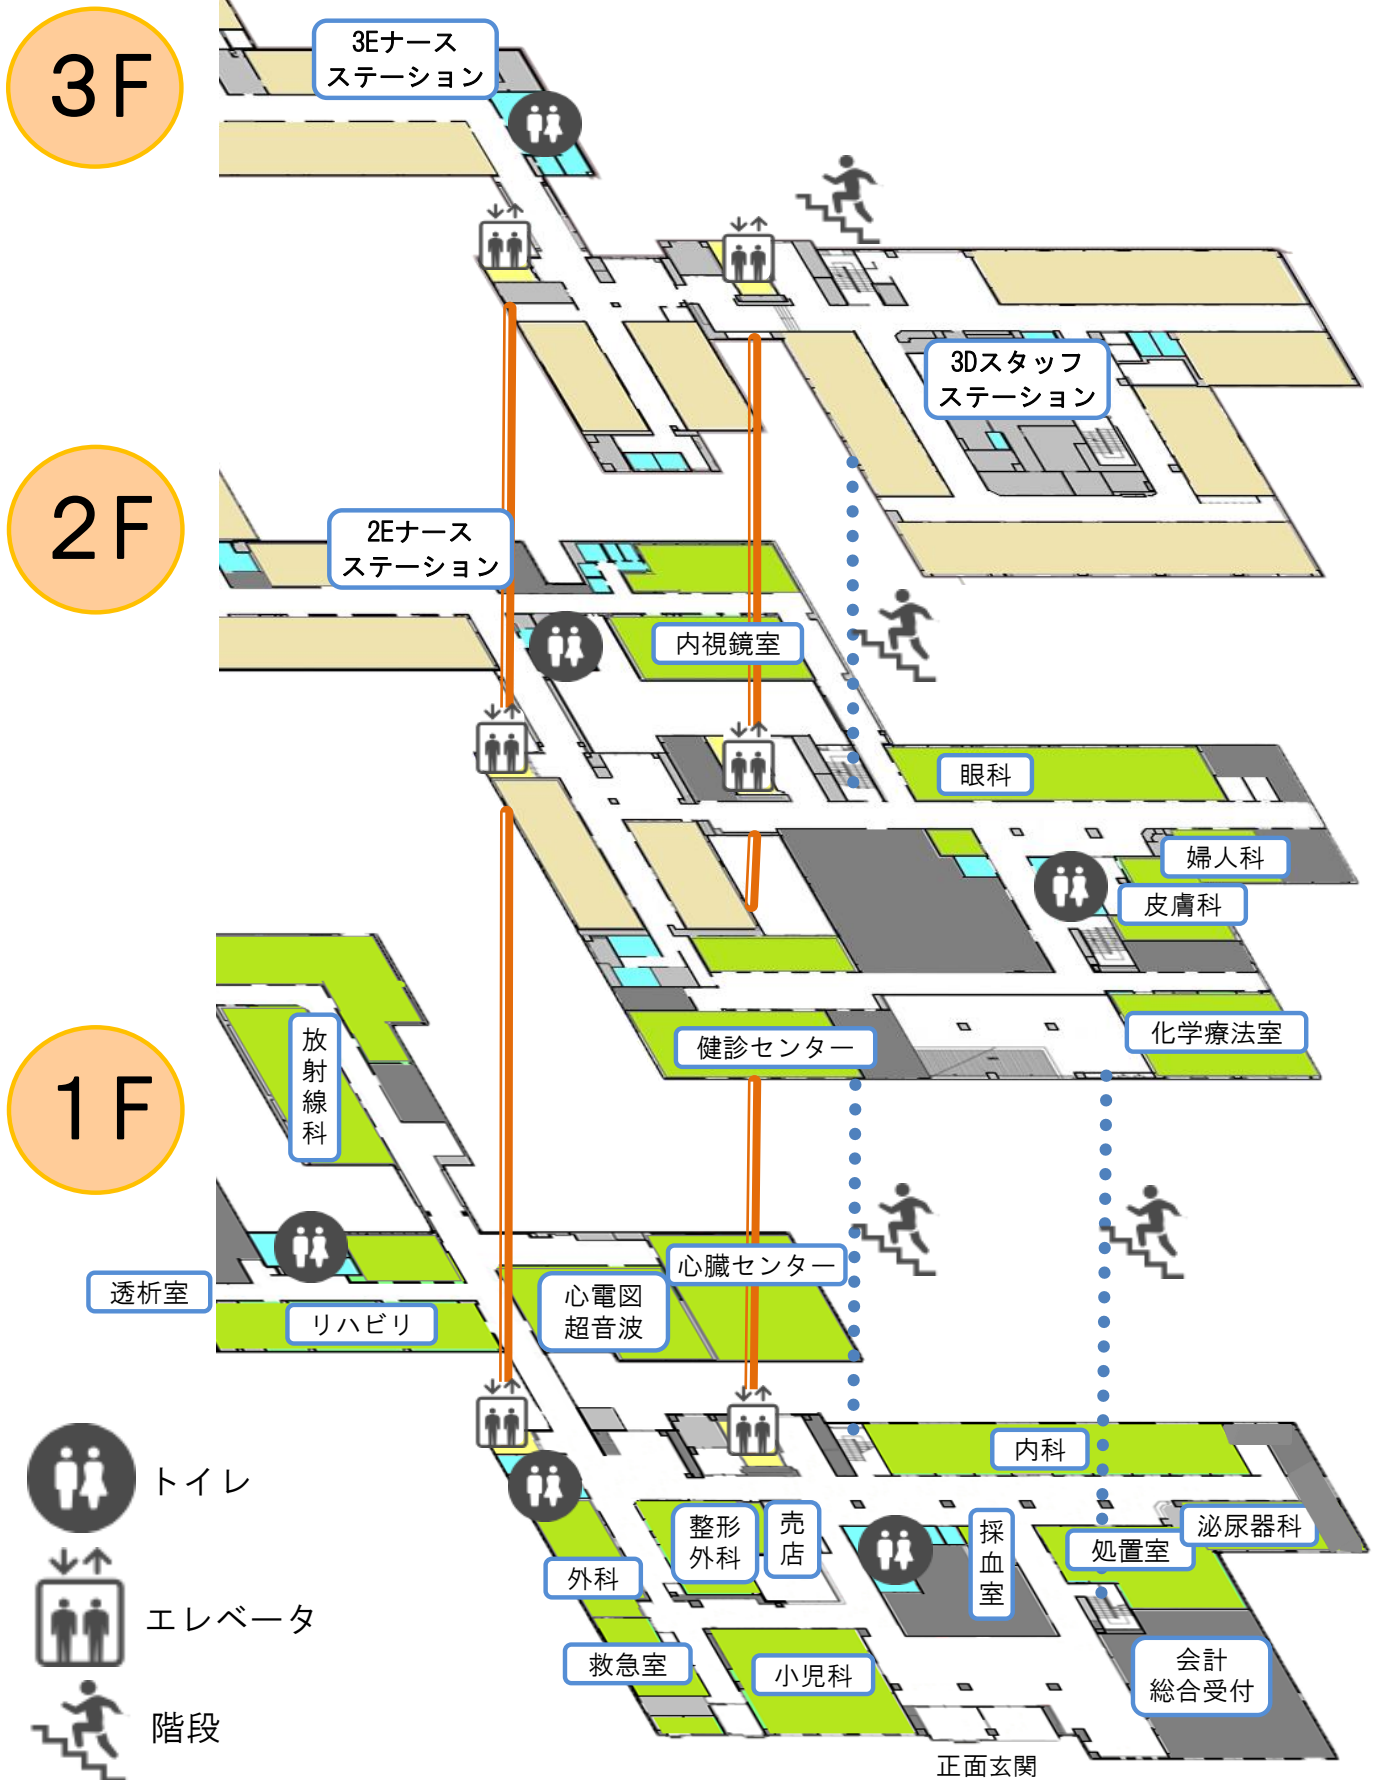 3F
3Eナース
ステーション
3Dスタッフ
ステーション
2F
2Eナース
ステーション
内視鏡室
眼科
婦人科
皮膚科
健診センター
化学療法室
1F
放射線科
透析室
リハビリ
心電図
超音波
心臓センター
内科
整形
外科
売店
採血室
処置室
泌尿器科
外科
救急室
小児科
会計
総合受付
正面玄関
トイレ
エレベータ
階段